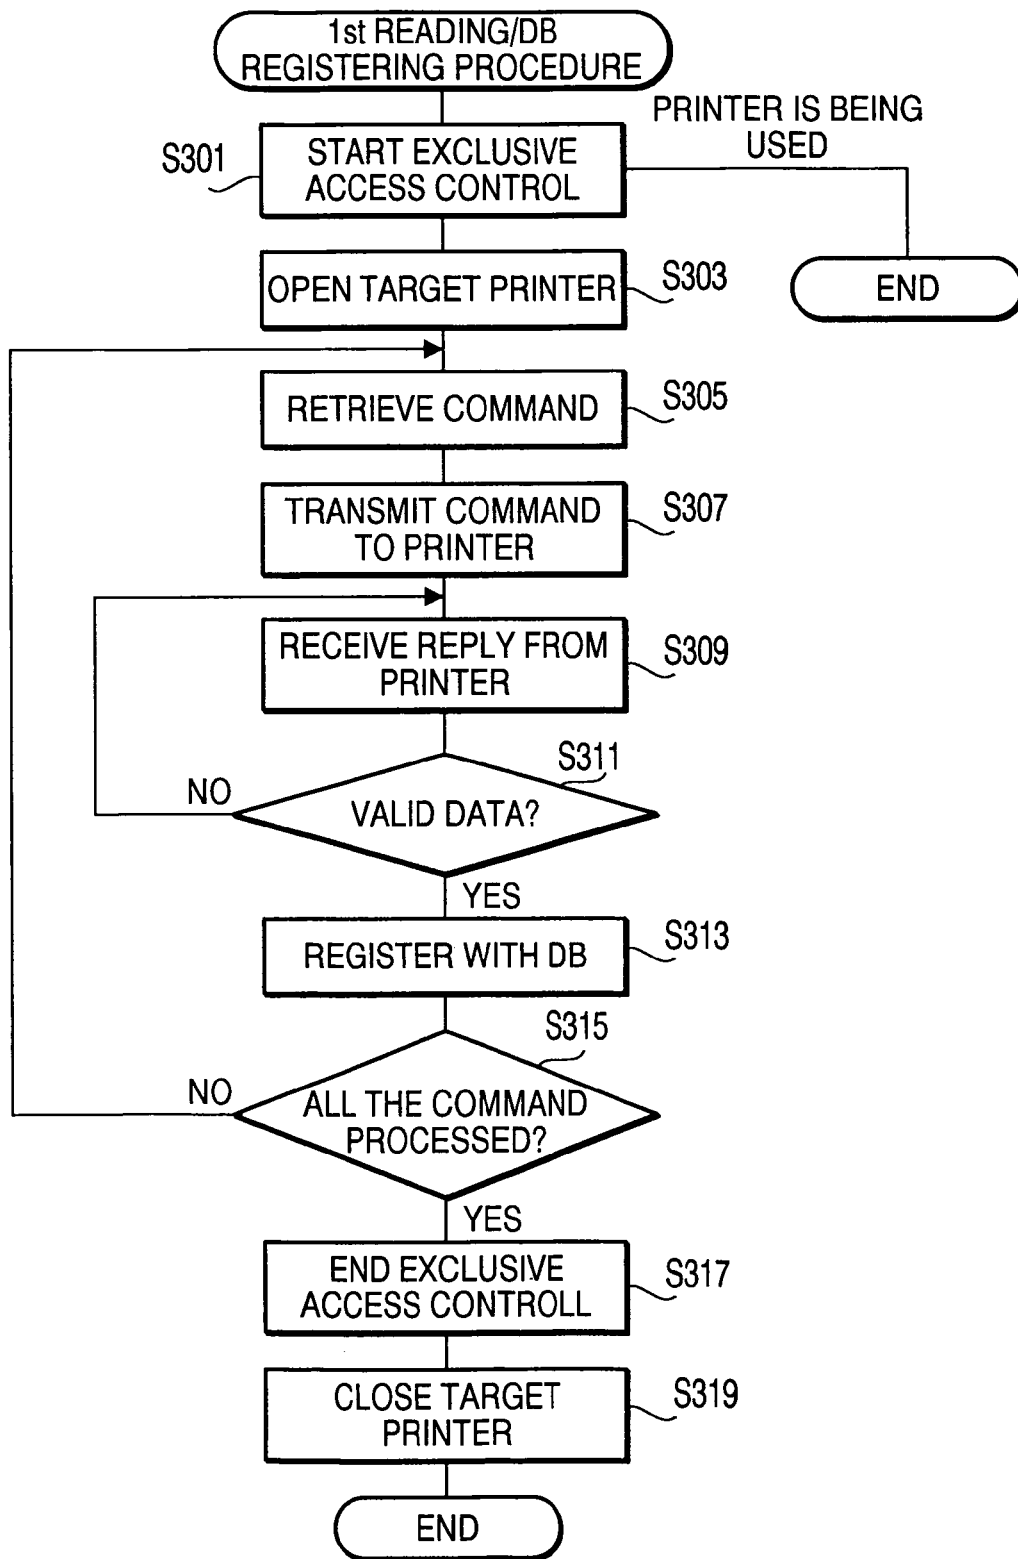 1st READING/DB
REGISTERING PROCEDURE
PRINTER IS BEING
USED
S301
START EXCLUSIVE
ACCESS CONTROL
END
OPEN TARGET PRINTER
S303
RETRIEVE COMMAND
S305
TRANSMIT COMMAND
TO PRINTER
S307
RECEIVE REPLY FROM
PRINTER
S309
S311
NO
VALID DATA?
YES
REGISTER WITH DB
S313
S315
NO
ALL THE COMMAND
PROCESSED?
YES
END EXCLUSIVE
ACCESS CONTROLL
S317
CLOSE TARGET
PRINTER
S319
END